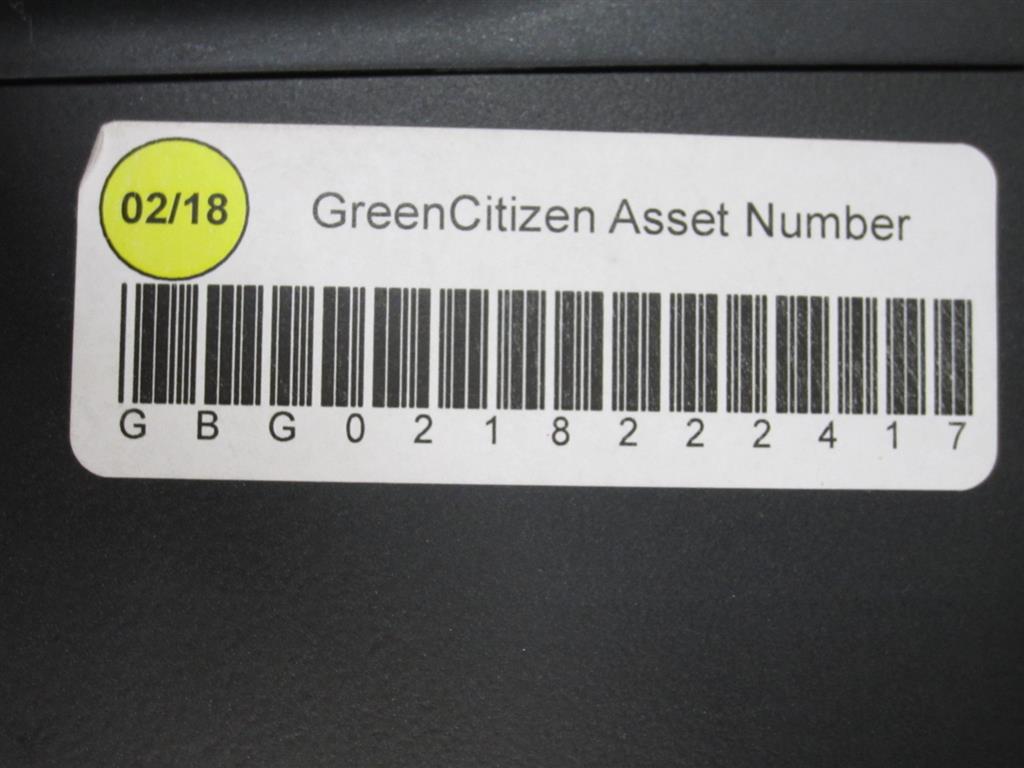 02/18
GreenCitizen Asset Number
G B G 0 2 1 8 2 2 2 4 1 7